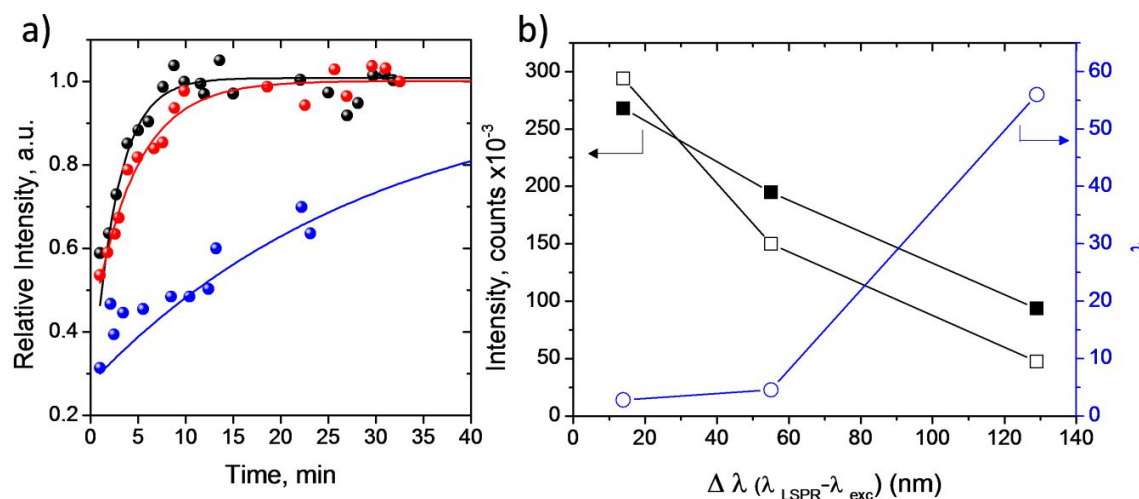 a)
Relative Intensity, a.u.
1.0
0.8
0.6
0.4
0.2
0 5 10 15 20 25 30 35 40
Time, min
b)
Intensity, counts x10⁻³
300
250
200
150
100
50
0
0 20 40 60 80 100 120 140
Δ λ (λ LSPR-λ exc) (nm)
60
50
40
30
20
10
0